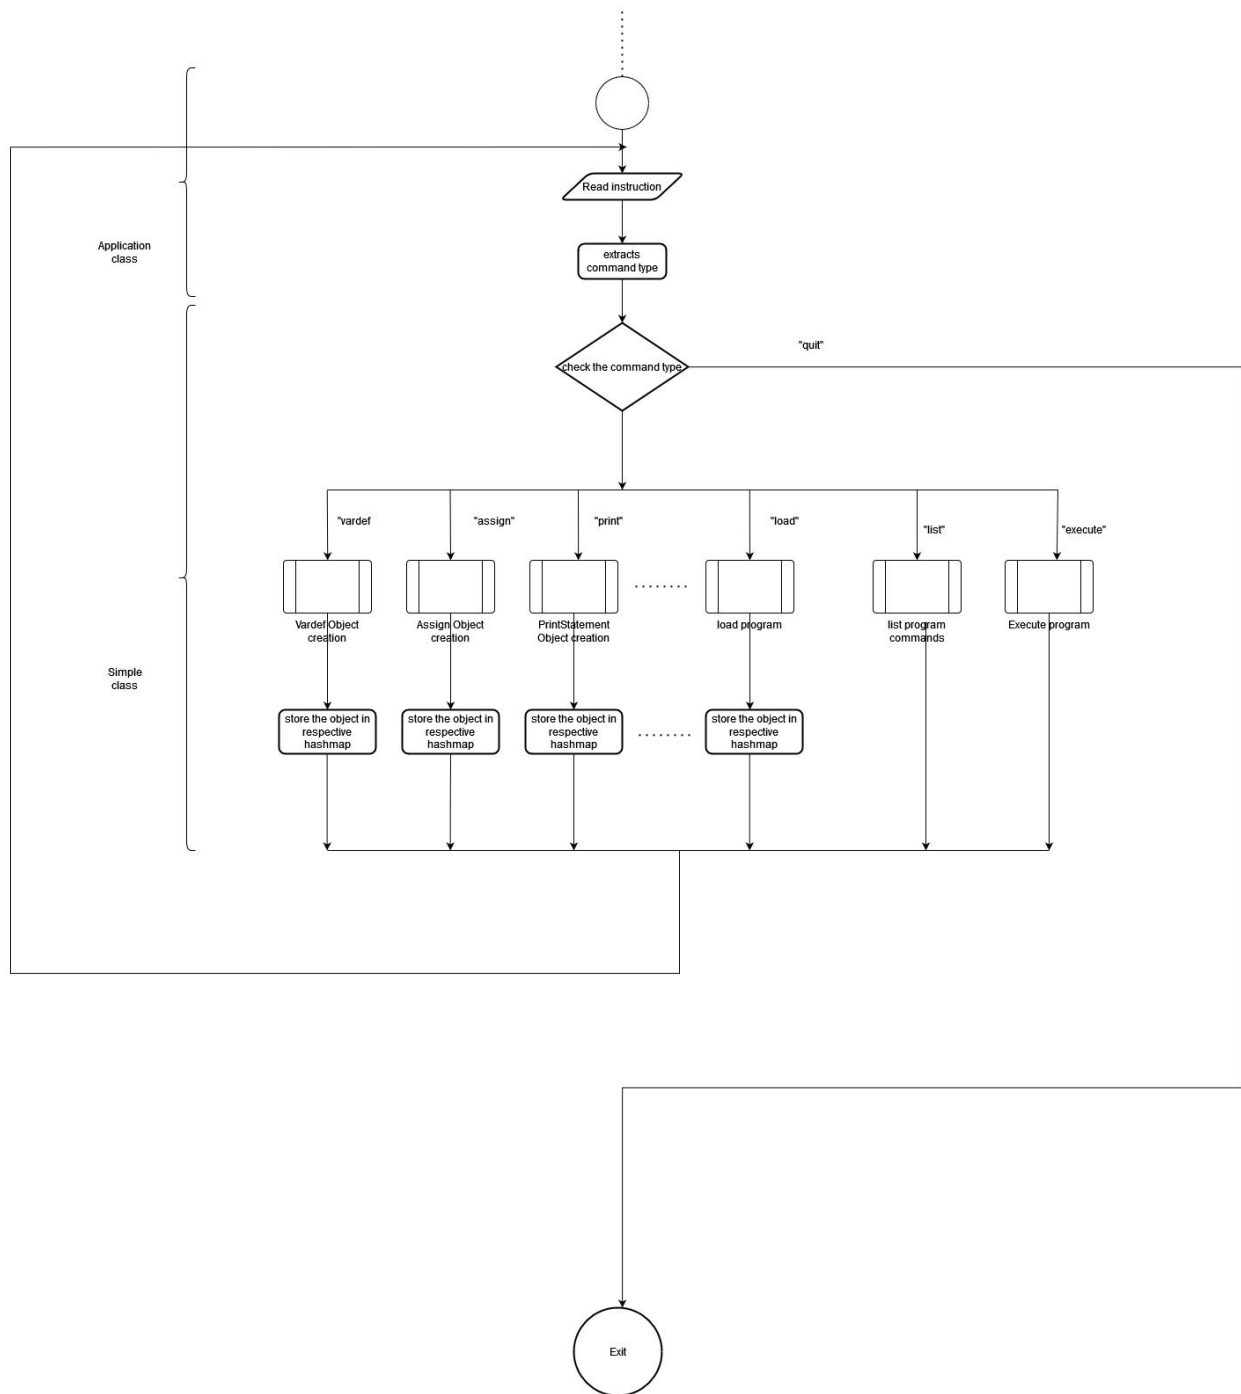 Read instruction
Application
class
extracts
command type
"quit"
check the command type
"vardef
"assign"
"print"
"load"
"list"
"execute"
Vardef Object
creation
Assign Object
creation
PrintStatement
Object creation
load program
list program
commands
Execute program
Simple
class
store the object in
respective
hashmap
store the object in
respective
hashmap
store the object in
respective
hashmap
store the object in
respective
hashmap
Exit